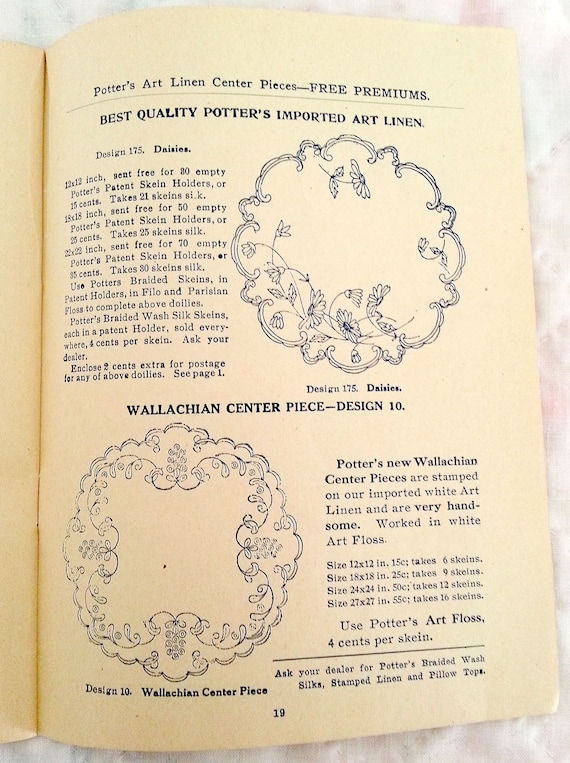 Potter's Art Linen Center Pieces—FREE PREMIUMS.
BEST QUALITY POTTER'S IMPORTED ART LINEN.
Design 175. Daisies.
12x12 inch, sent free for 30 empty
Potter's Patent Skein Holders, or
15 cents. Takes 21 skeins silk.
18x18 inch, sent free for 50 empty
Potter's Patent Skein Holders, or
25 cents. Takes 25 skeins silk.
22x22 inch, sent free for 70 empty
Potter's Patent Skein Holders, or
35 cents. Takes 30 skeins silk.
Use Potters Braided Skeins, in
Patent Holders, in Filo and Parisian
Floss to complete above doilies.
Potter's Braided Wash Silk Skeins,
each in a patent Holder, sold every-
where, 4 cents per skein. Ask your
dealer.
Enclose 2 cents extra for postage
for any of above doilies. See page 1.
Design 175. Daisies.
WALLACHIAN CENTER PIECE—DESIGN 10.
Potter's new Wallachian
Center Pieces are stamped
on our imported white Art
Linen and are very hand-
some. Worked in white
Art Floss.
Size 12x12 in. 15c; takes 6 skeins.
Size 18x18 in. 25c; takes 9 skeins.
Size 24x24 in. 50c; takes 12 skeins.
Size 27x27 in. 55c; takes 16 skeins.
Use Potter's Art Floss,
4 cents per skein.
Ask your dealer for Potter's Braided Wash
Silks, Stamped Linen and Pillow Tops.
Design 10. Wallachian Center Piece
19